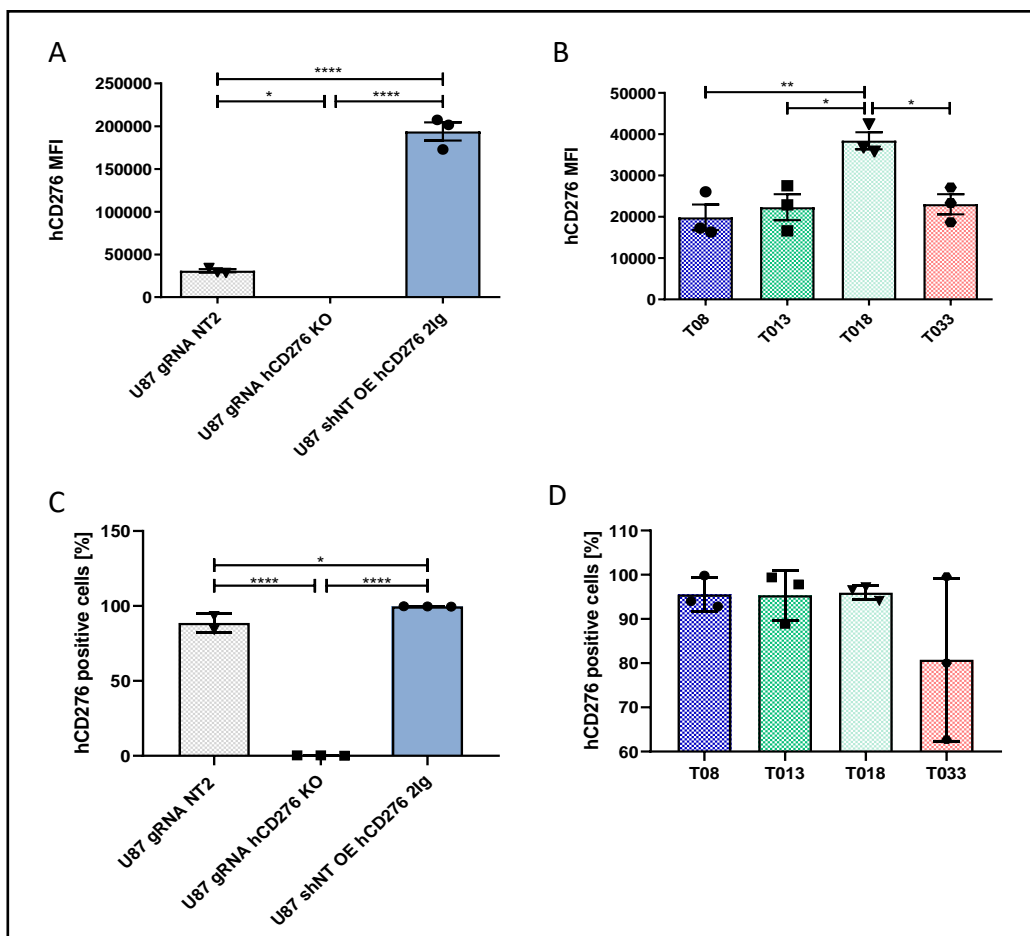 A
hCD276 MFI
250000
200000
150000
100000
50000
0
****
*
****
U87 gRNA NT2
U87 gRNA hCD276 KO
U87 shNT OE hCD276 2Ig
B
hCD276 MFI
50000
40000
30000
20000
10000
0
**
*
*
T08
T013
T018
T033
C
hCD276 positive cells [%]
150
100
50
0
*
****
****
U87 gRNA NT2
U87 gRNA hCD276 KO
U87 shNT OE hCD276 2Ig
D
hCD276 positive cells [%]
110
100
90
80
70
60
T08
T013
T018
T033